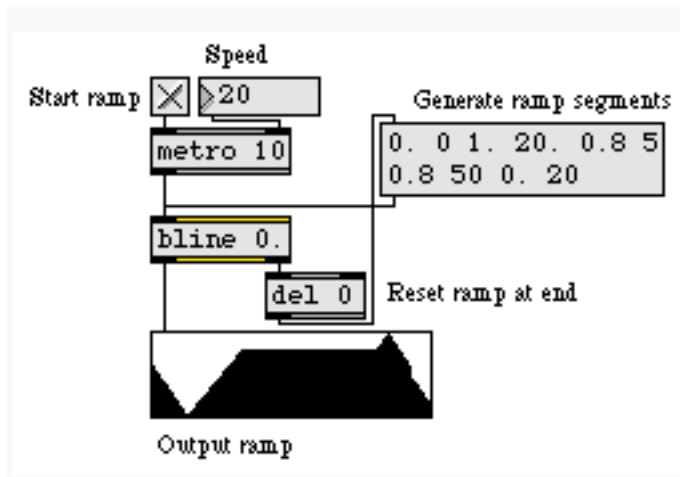 Speed
Start ramp
20
Generate ramp segments
metro 10
0. 0 1. 20. 0.8 5
0.8 50 0. 20
bline 0.
del 0
Reset ramp at end
Output ramp